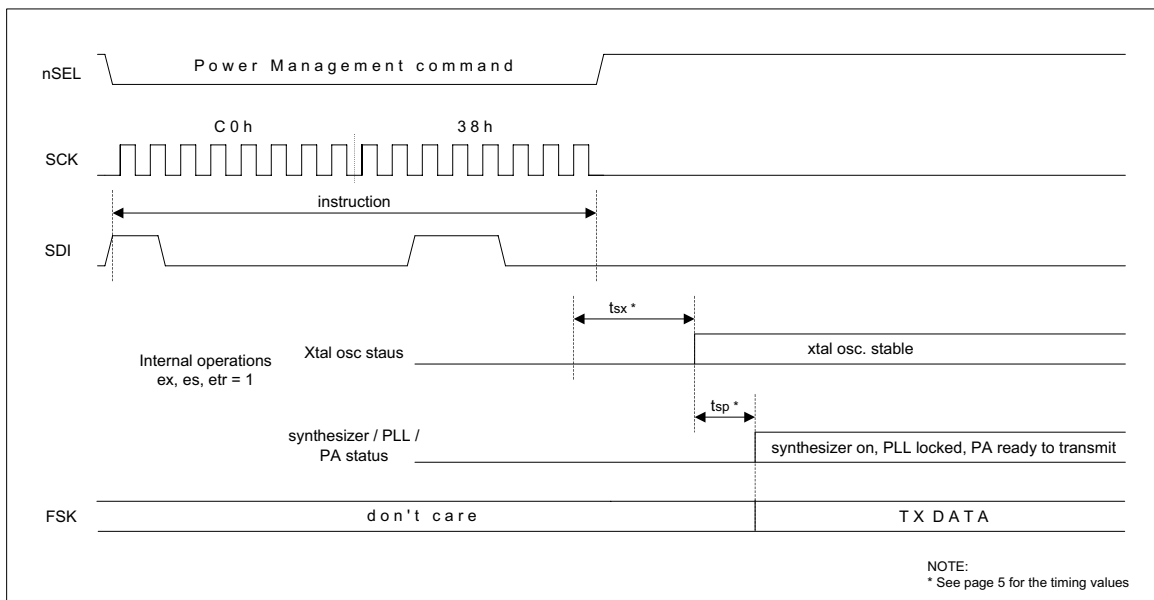 nSEL
Power Management command
C0h
38h
SCK
instruction
SDI
tsx *
Xtal osc staus
xtal osc. stable
Internal operations
ex, es, etr = 1
tsp *
synthesizer / PLL /
PA status
synthesizer on, PLL locked, PA ready to transmit
FSK
don't care
TX DATA
NOTE:
* See page 5 for the timing values